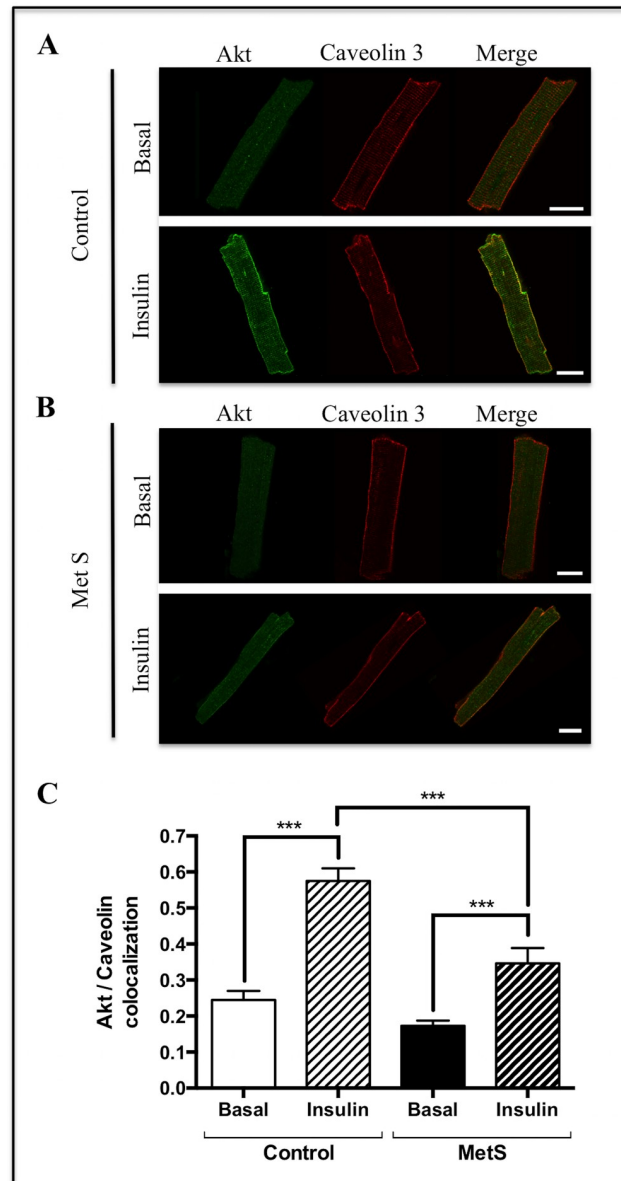 A
Akt Caveolin 3 Merge
Control
Basal
Insulin
B
Akt Caveolin 3 Merge
Met S
Basal
Insulin
C
Akt / Caveolin
colocalization
0.7
0.6
0.5
0.4
0.3
0.2
0.1
0.0
***
***
***
Basal Insulin Basal Insulin
Control MetS